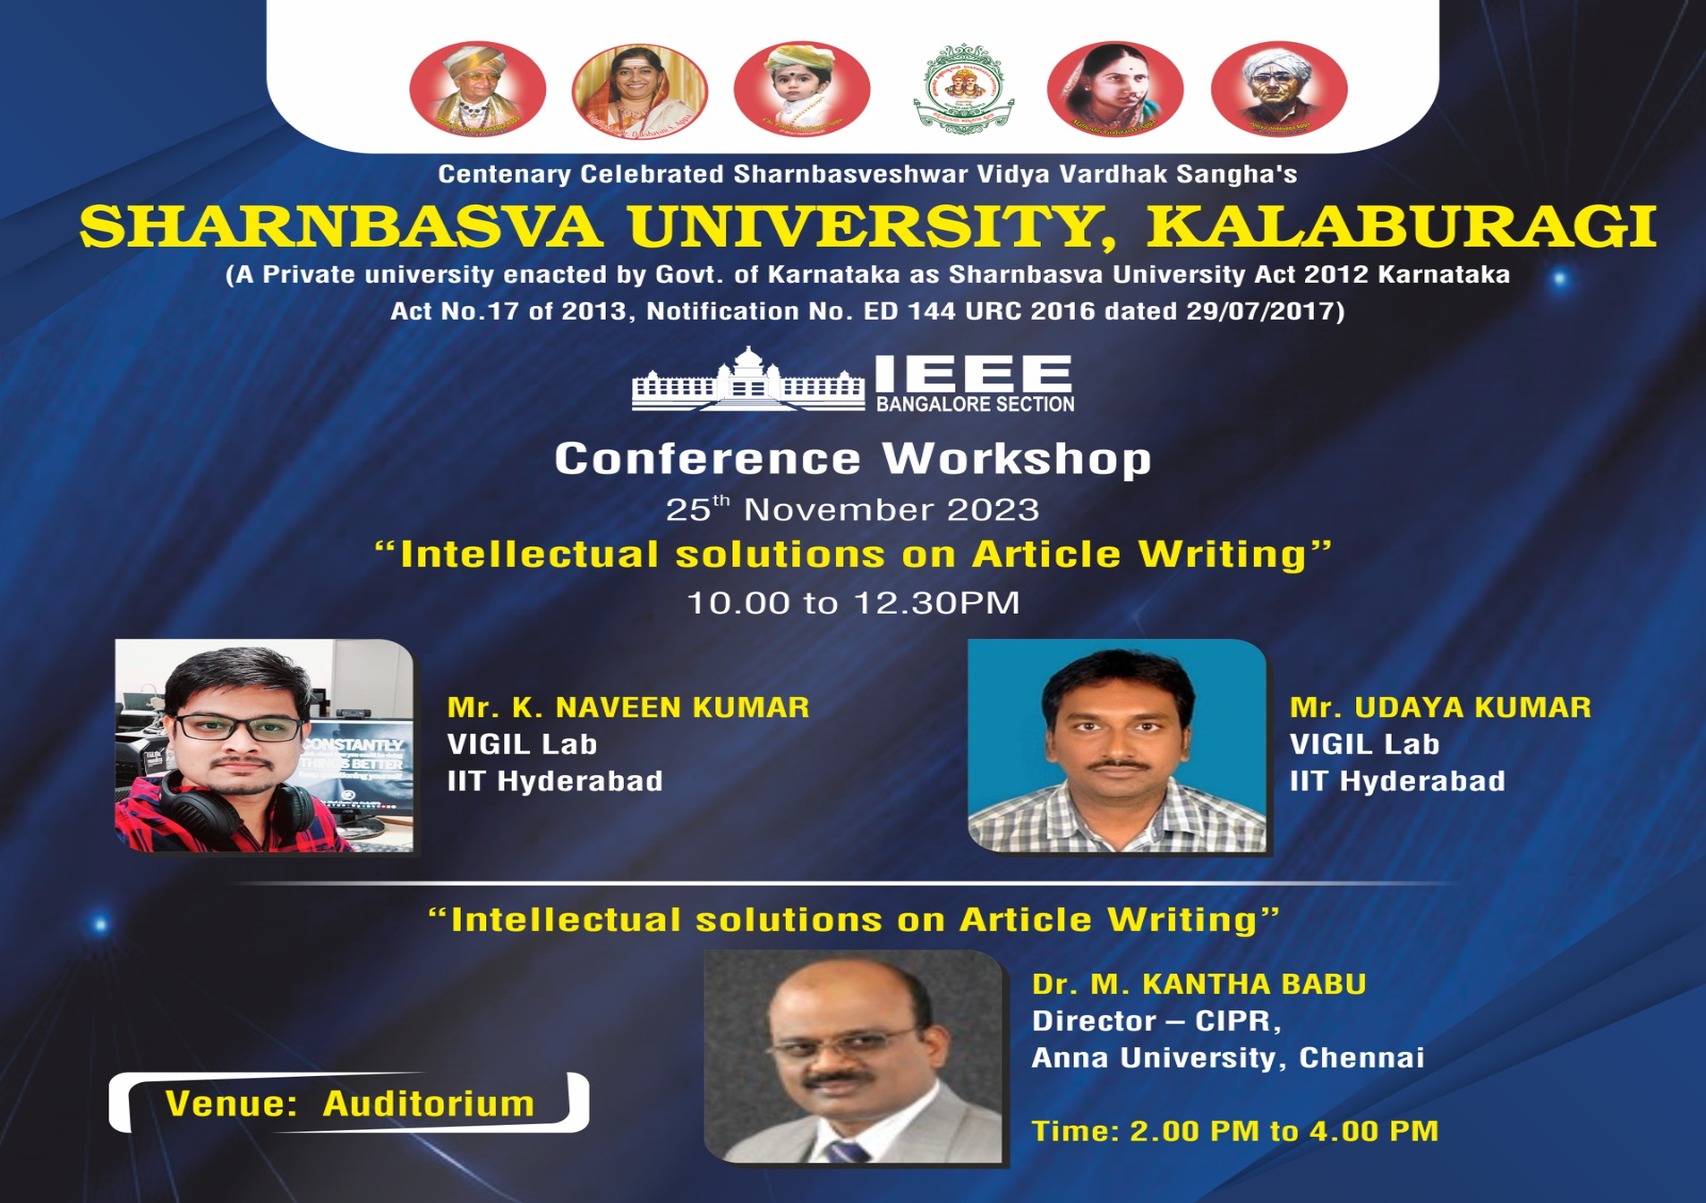 Centenary Celebrated Sharnbasveshwar Vidya Vardhak Sangha's
SHARNBASVA UNIVERSITY, KALABURAGI
(A Private university enacted by Govt. of Karnataka as Sharnbasva University Act 2012 Karnataka
Act No.17 of 2013, Notification No. ED 144 URC 2016 dated 29/07/2017)
IEEE
BANGALORE SECTION
Conference Workshop
25th November 2023
“Intellectual solutions on Article Writing”
10.00 to 12.30PM
CONSTANTLY
THINGS BETTER
Mr. K. NAVEEN KUMAR
VIGIL Lab
IIT Hyderabad
Mr. UDAYA KUMAR
VIGIL Lab
IIT Hyderabad
“Intellectual solutions on Article Writing”
Dr. M. KANTHA BABU
Director – CIPR,
Anna University, Chennai
Time: 2.00 PM to 4.00 PM
Venue: Auditorium